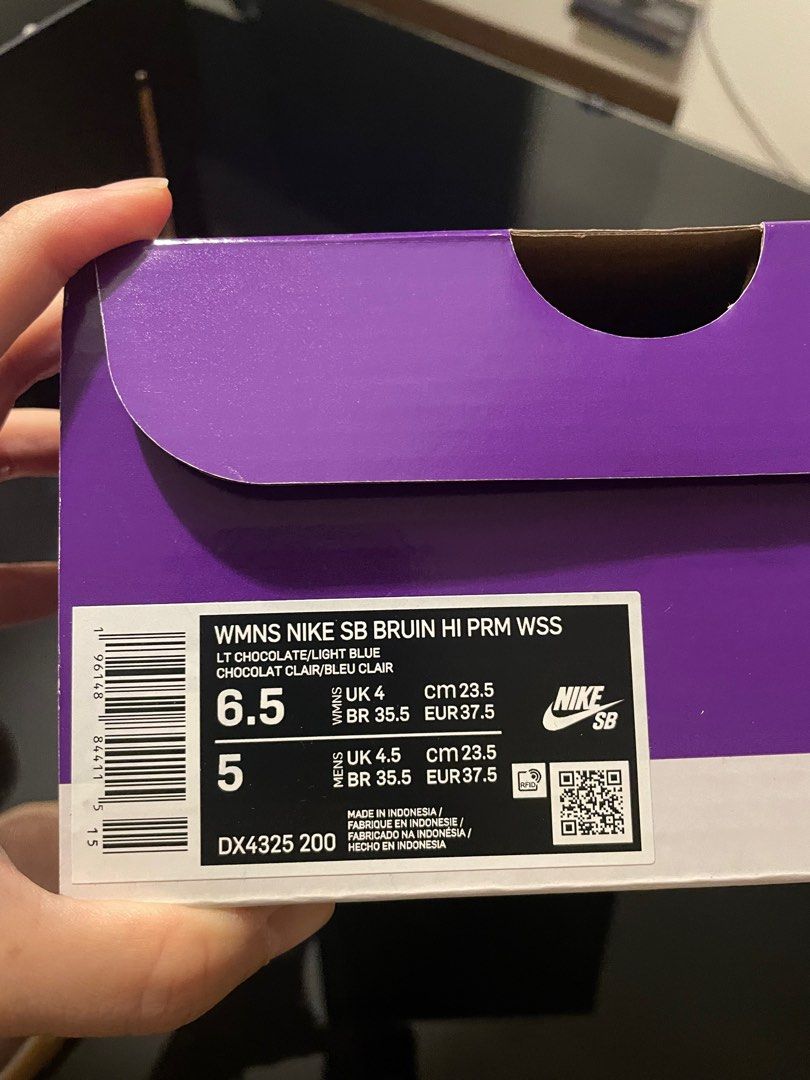 WMNS NIKE SB BRUIN HI PRM WSS
LT CHOCOLATE/LIGHT BLUE
CHOCOLAT CLAIR/BLEU CLAIR
6.5 WMNS UK 4 cm 23.5
BR 35.5 EUR 37.5
5 MENS UK 4.5 cm 23.5
BR 35.5 EUR 37.5
DX4325 200
MADE IN INDONESIA /
FABRIQUE EN INDONESIE /
FABRICADO NA INDONÉSIA /
HECHO EN INDONESIA
NIKE
SB
RFID
1 96148 84411 5 15